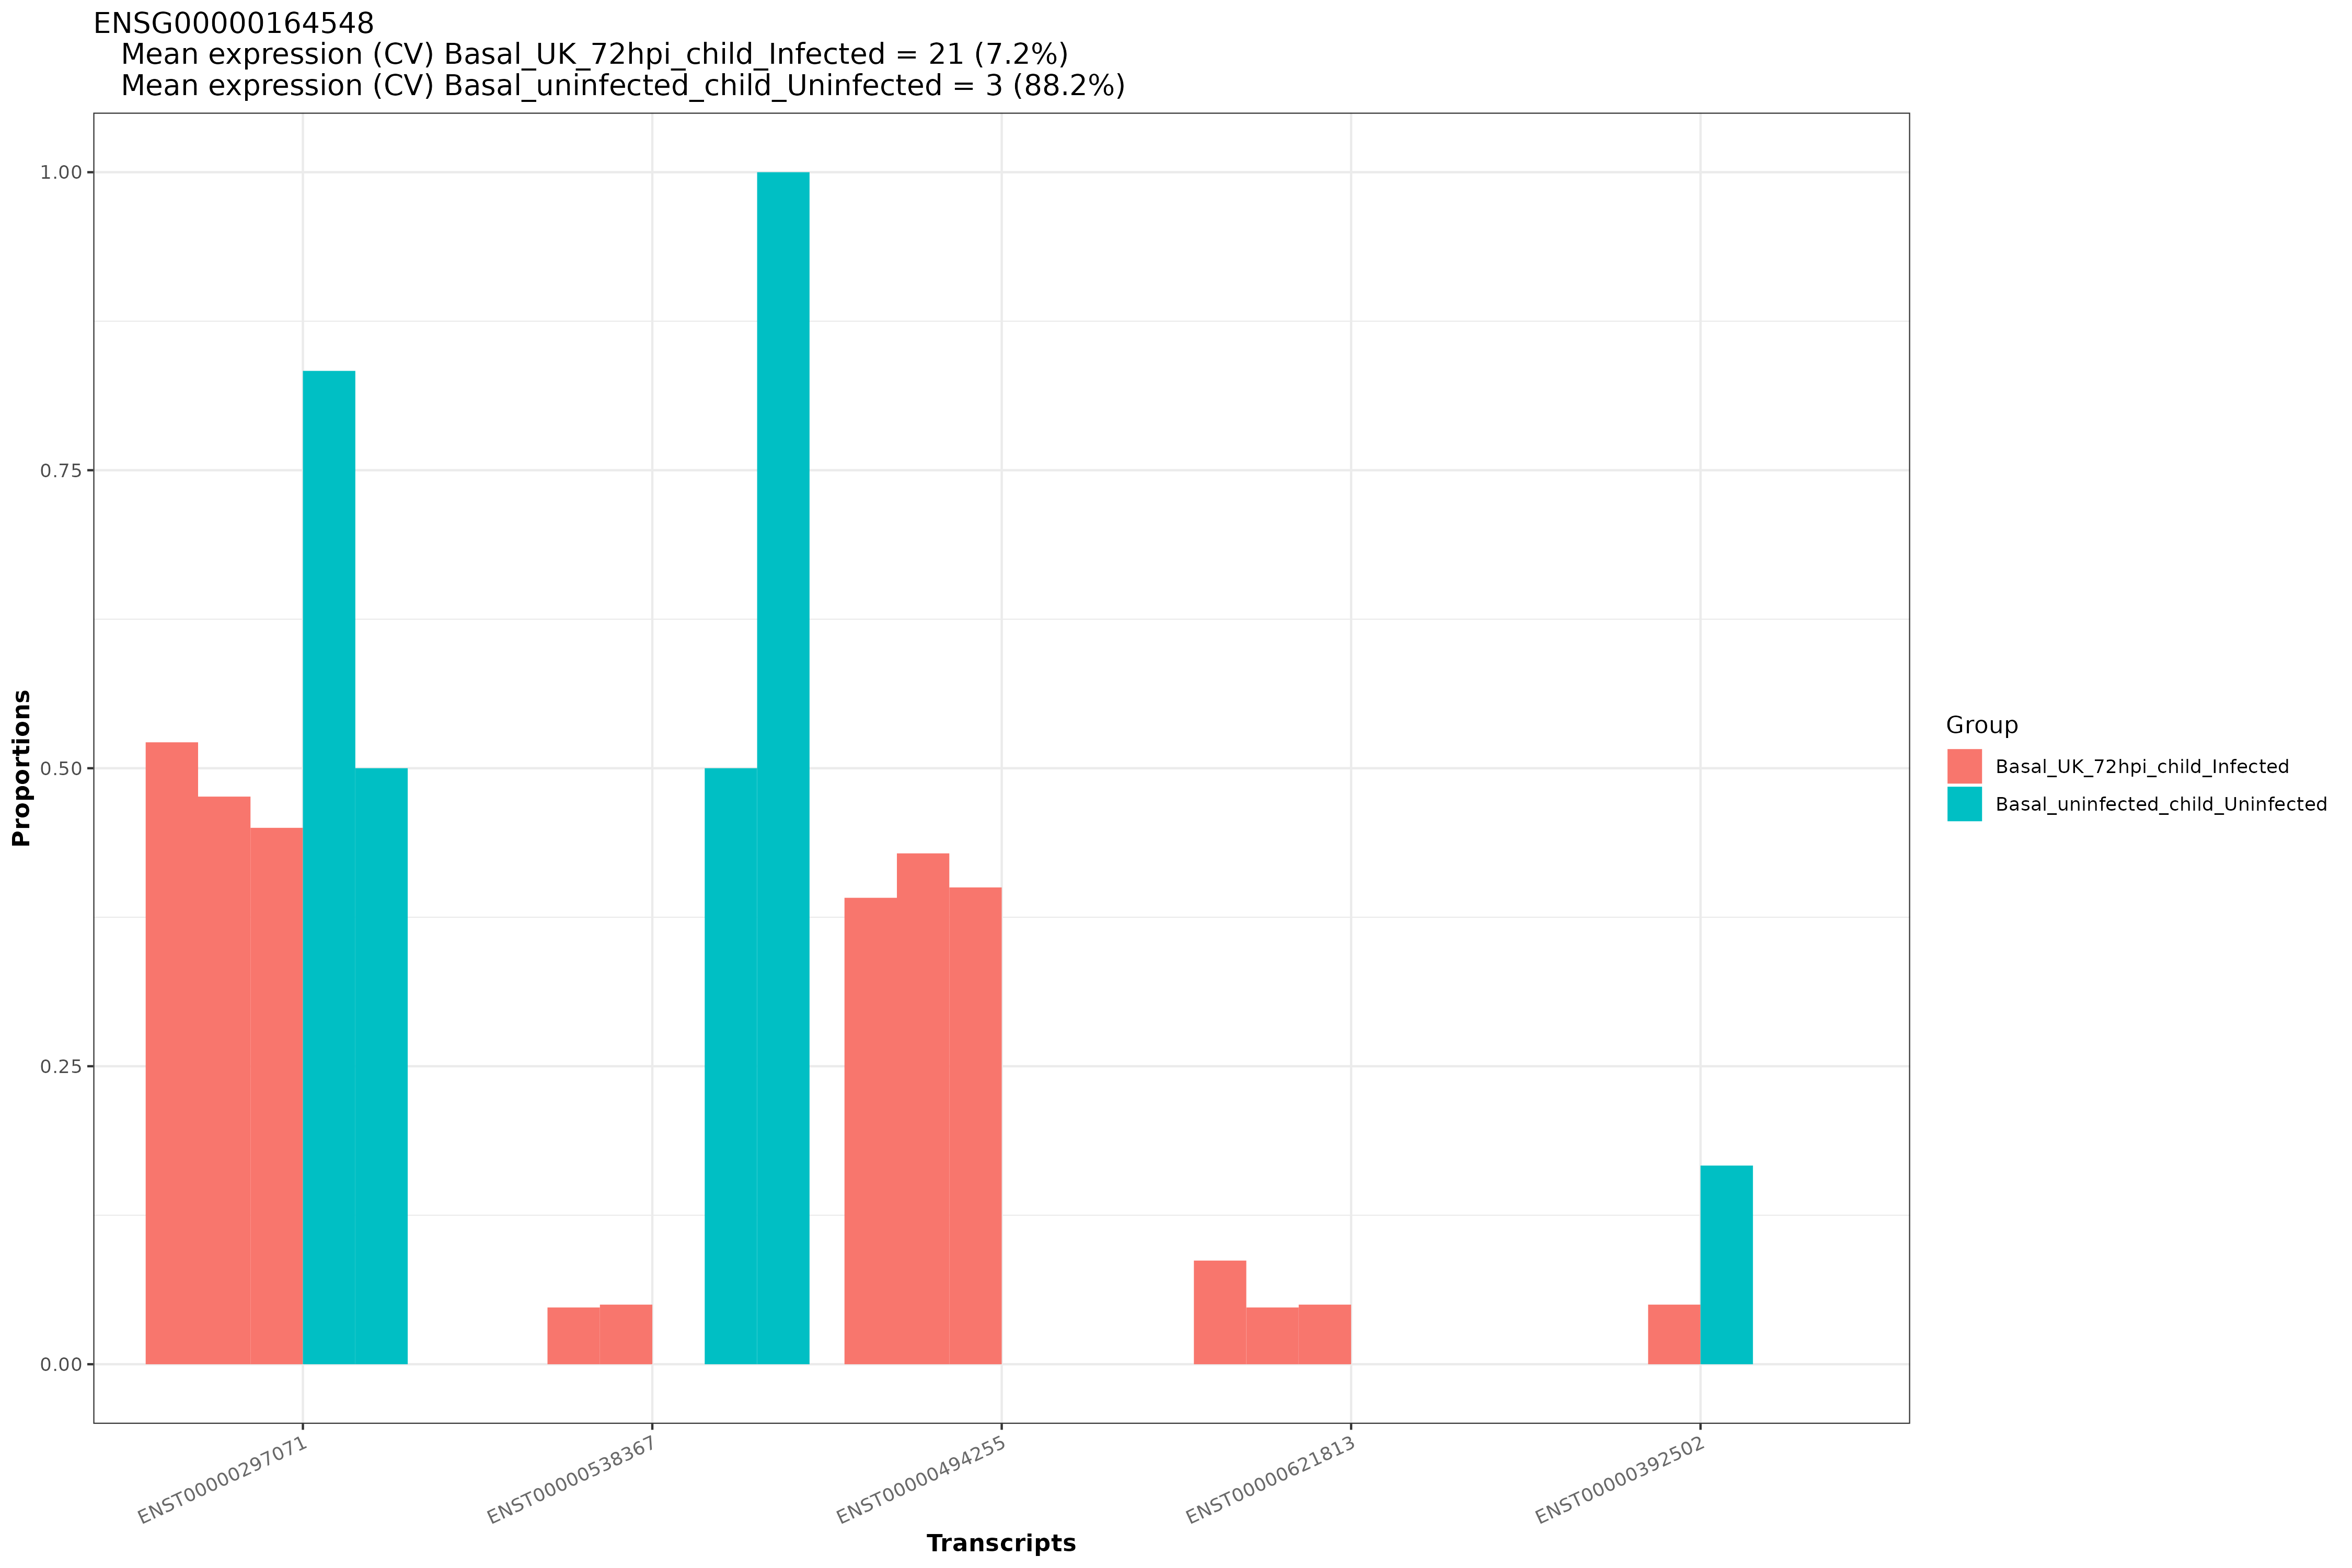 ENSG00000164548
Mean expression (CV) Basal_UK_72hpi_child_Infected = 21 (7.2%)
Mean expression (CV) Basal_uninfected_child_Uninfected = 3 (88.2%)
1.00
0.75
0.50
0.25
0.00
Proportions
ENST00000297071
ENST00000538367
ENST00000494255
ENST00000621813
ENST00000392502
Transcripts
Group
Basal_UK_72hpi_child_Infected
Basal_uninfected_child_Uninfected